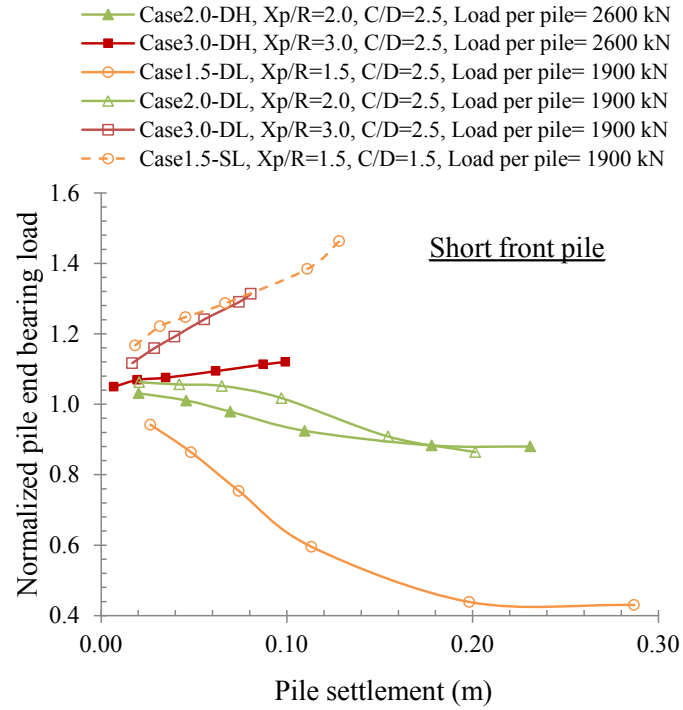 Case2.0-DH, Xp/R=2.0, C/D=2.5, Load per pile= 2600 kN
Case3.0-DH, Xp/R=3.0, C/D=2.5, Load per pile= 2600 kN
Case1.5-DL, Xp/R=1.5, C/D=2.5, Load per pile= 1900 kN
Case2.0-DL, Xp/R=2.0, C/D=2.5, Load per pile= 1900 kN
Case3.0-DL, Xp/R=3.0, C/D=2.5, Load per pile= 1900 kN
Case1.5-SL, Xp/R=1.5, C/D=1.5, Load per pile= 1900 kN
Normalized pile end bearing load
1.6
1.4
1.2
1.0
0.8
0.6
0.4
Short front pile
0.00
0.10
0.20
0.30
Pile settlement (m)